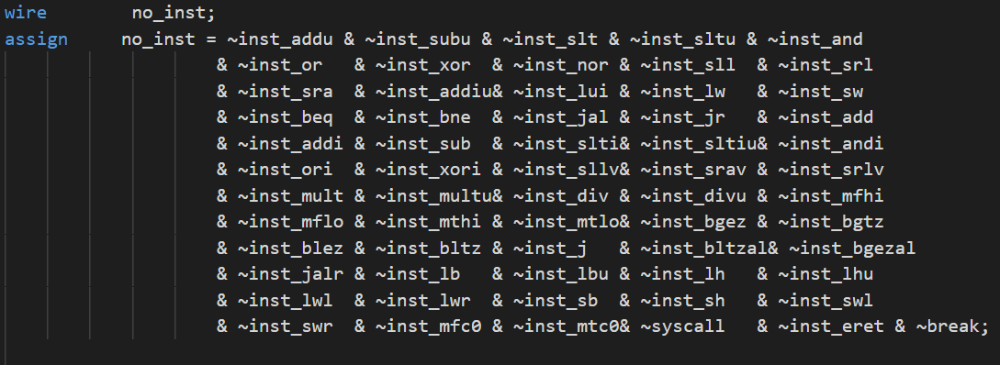 wire        no_inst;
assign     no_inst = ~inst_addu & ~inst_subu & ~inst_slt & ~inst_sltu & ~inst_and
                   & ~inst_or   & ~inst_xor  & ~inst_nor & ~inst_sll  & ~inst_srl
                   & ~inst_sra  & ~inst_addiu& ~inst_lui & ~inst_lw   & ~inst_sw
                   & ~inst_beq  & ~inst_bne  & ~inst_jal & ~inst_jr   & ~inst_add
                   & ~inst_addi & ~inst_sub  & ~inst_slti& ~inst_sltiu& ~inst_andi
                   & ~inst_ori  & ~inst_xori & ~inst_sllv& ~inst_srav & ~inst_srlv
                   & ~inst_mult & ~inst_multu& ~inst_div & ~inst_divu & ~inst_mfhi
                   & ~inst_mflo & ~inst_mthi & ~inst_mtlo& ~inst_bgez & ~inst_bgtz
                   & ~inst_blez & ~inst_bltz & ~inst_j   & ~inst_bltzal& ~inst_bgezal
                   & ~inst_jalr & ~inst_lb   & ~inst_lbu & ~inst_lh   & ~inst_lhu
                   & ~inst_lwl  & ~inst_lwr  & ~inst_sb  & ~inst_sh   & ~inst_swl
                   & ~inst_swr  & ~inst_mfc0 & ~inst_mtc0& ~syscall   & ~inst_eret & ~break;